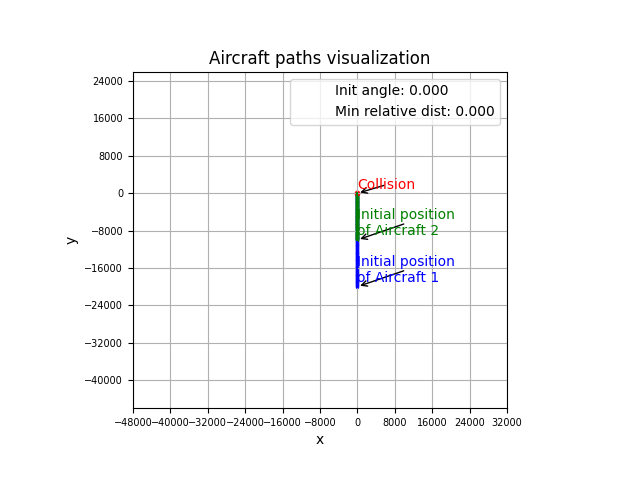 Aircraft paths visualization
Init angle: 0.000
Min relative dist: 0.000
24000
16000
8000
0
−8000
−16000
−24000
−32000
−40000
y
Collision
Initial position
of Aircraft 2
Initial position
of Aircraft 1
−48000 −40000 −32000 −24000 −16000 −8000 0 8000 16000 24000 32000
x